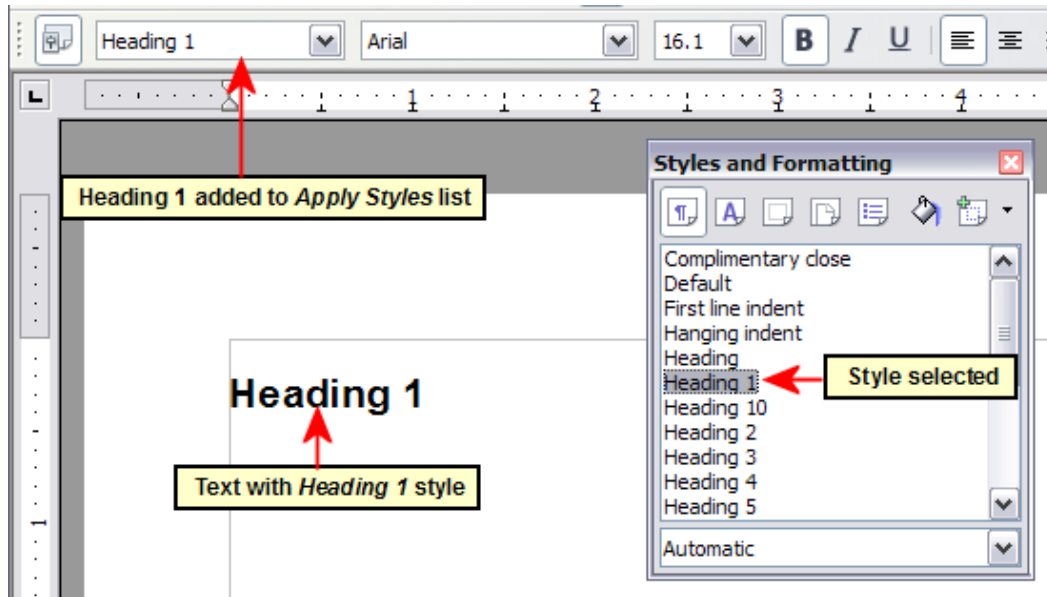 Heading 1 Arial 16.1 B I U
1 2 3 4
Styles and Formatting
Heading 1 added to Apply Styles list
Complimentary close
Default
First line indent
Hanging indent
Heading
Heading 1
Style selected
Heading 10
Heading 2
Heading 3
Heading 4
Heading 5
Automatic
Heading 1
Text with Heading 1 style
1